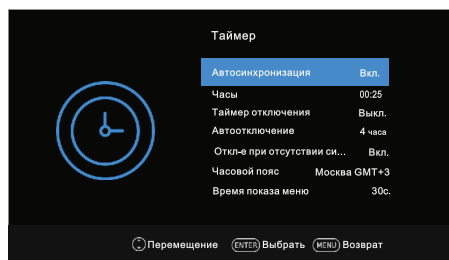 Таймер
Автосинхронизация Вкл.
Часы 00:25
Таймер отключения Выкл.
Автоотключение 4 часа
Откл-е при отсутствии си... Вкл.
Часовой пояс Москва GMT+3
Время показа меню 30с.
Перемещение ENTER Выбрать MENU Возврат